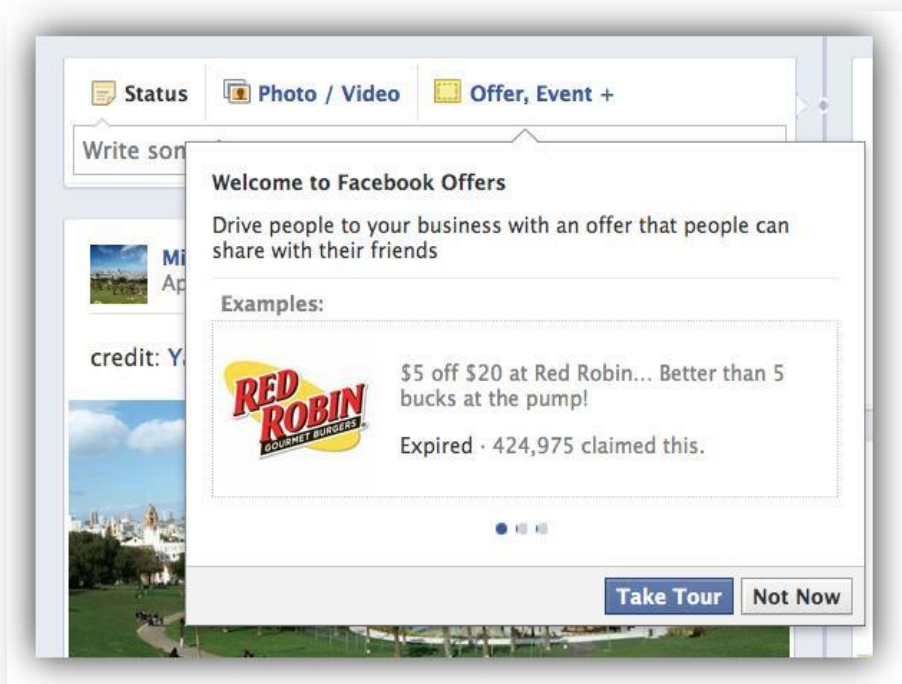 Status
Photo / Video
Offer, Event +
Write
Welcome to Facebook Offers
Drive people to your business with an offer that people can
share with their friends
Examples:
RED
ROBIN
GOURMET BURGERS
$5 off $20 at Red Robin... Better than 5
bucks at the pump!
Expired · 424,975 claimed this.
credit:
Take Tour
Not Now